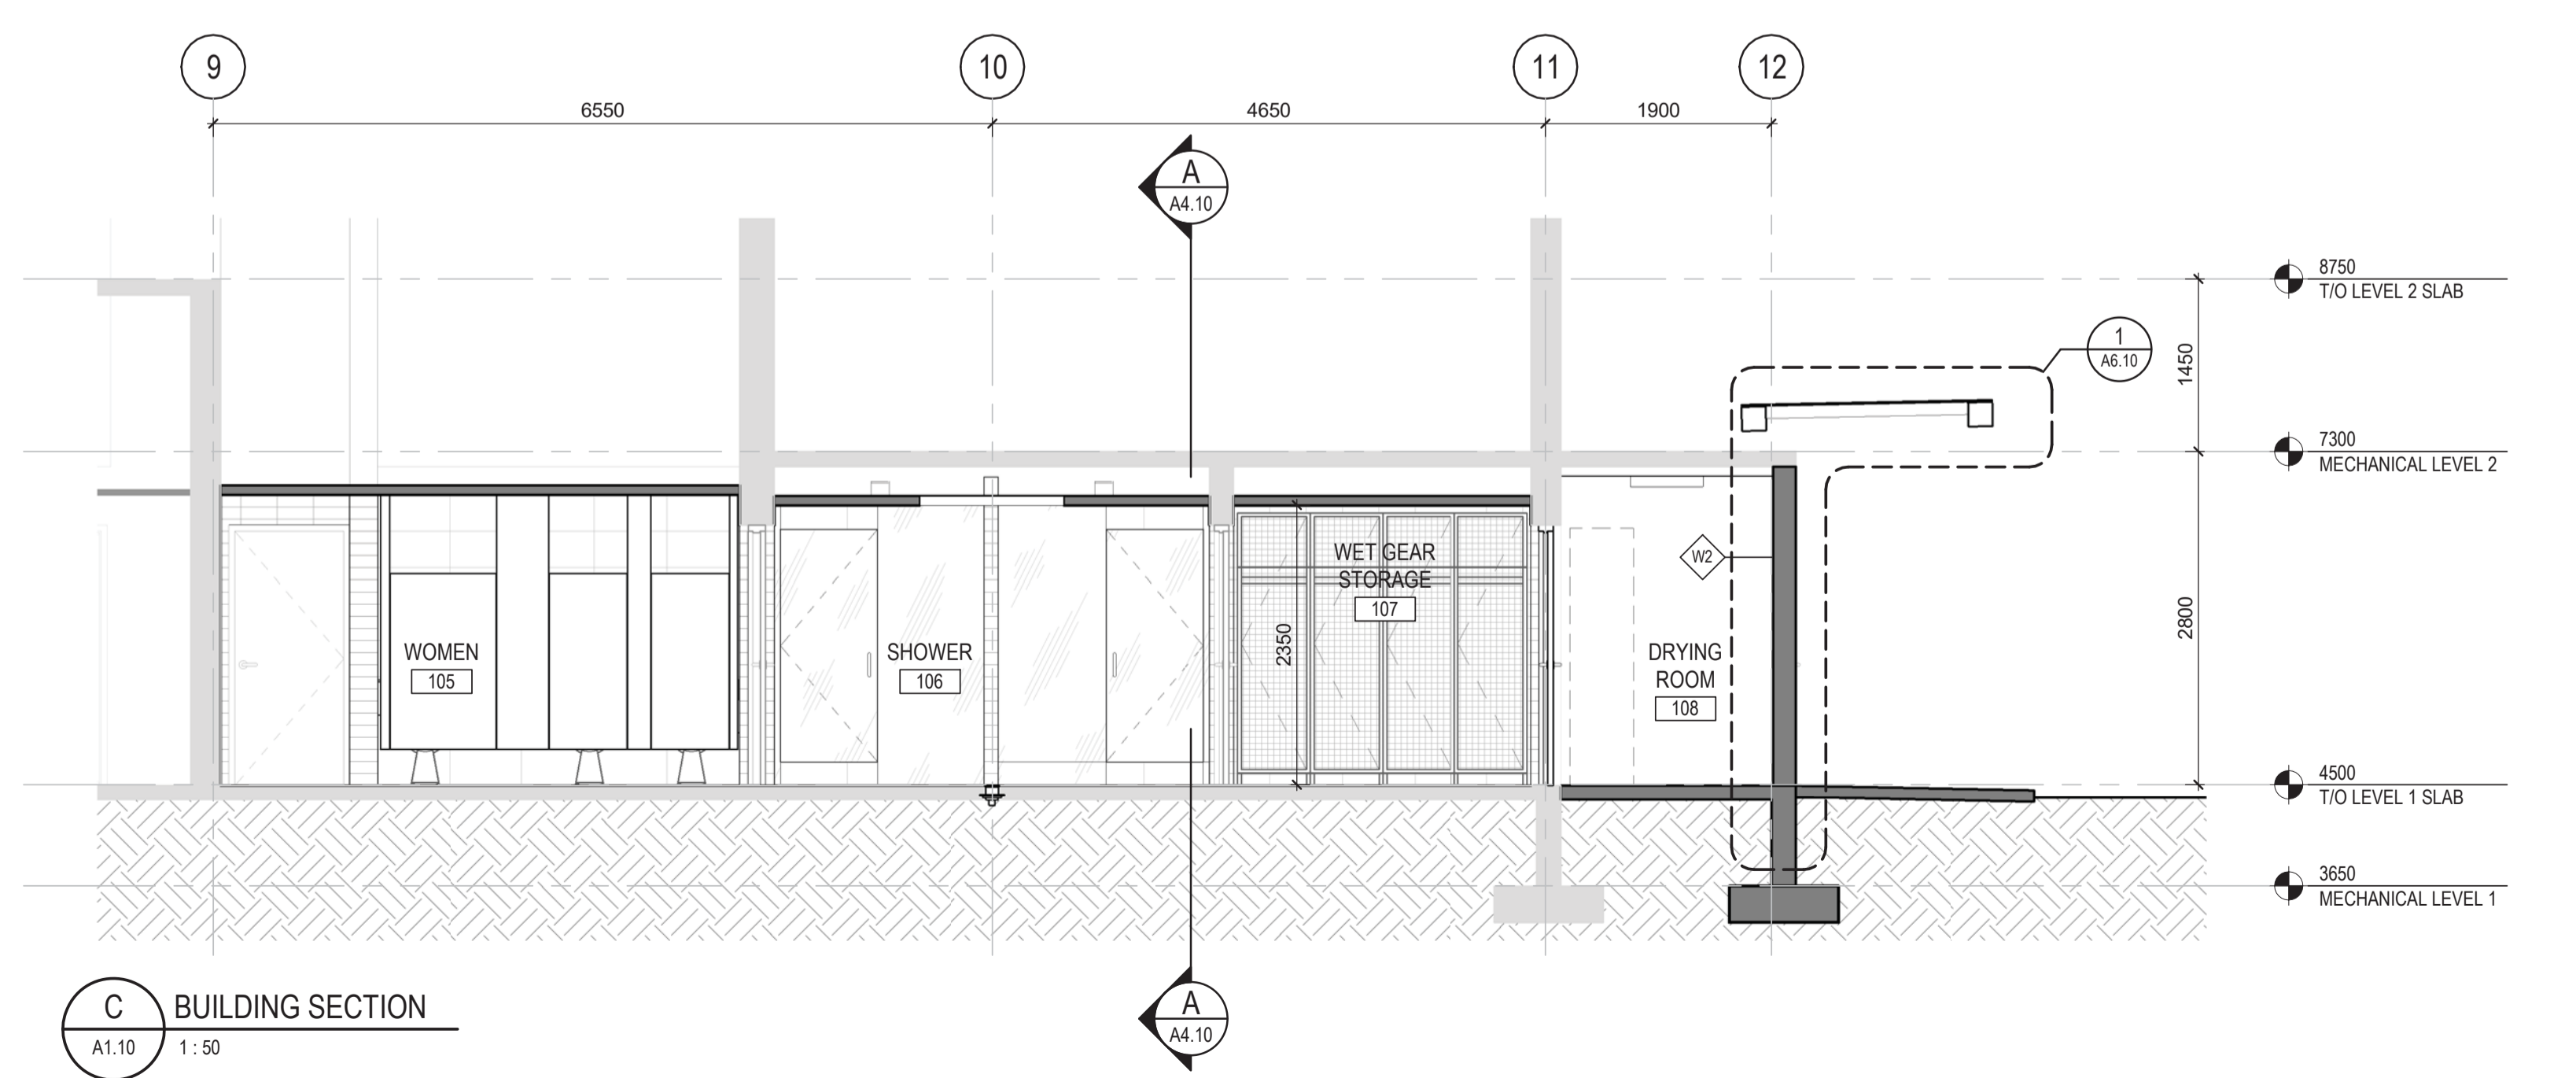 9
10
11
12
6550
4650
1900
A
A4.10
8750
T/O LEVEL 2 SLAB
1
A6.10
1450
7300
MECHANICAL LEVEL 2
W2
WET GEAR
STORAGE
107
2800
2350
WOMEN
105
SHOWER
106
DRYING
ROOM
108
4500
T/O LEVEL 1 SLAB
3650
MECHANICAL LEVEL 1
C
A1.10
BUILDING SECTION
1 : 50
A
A4.10